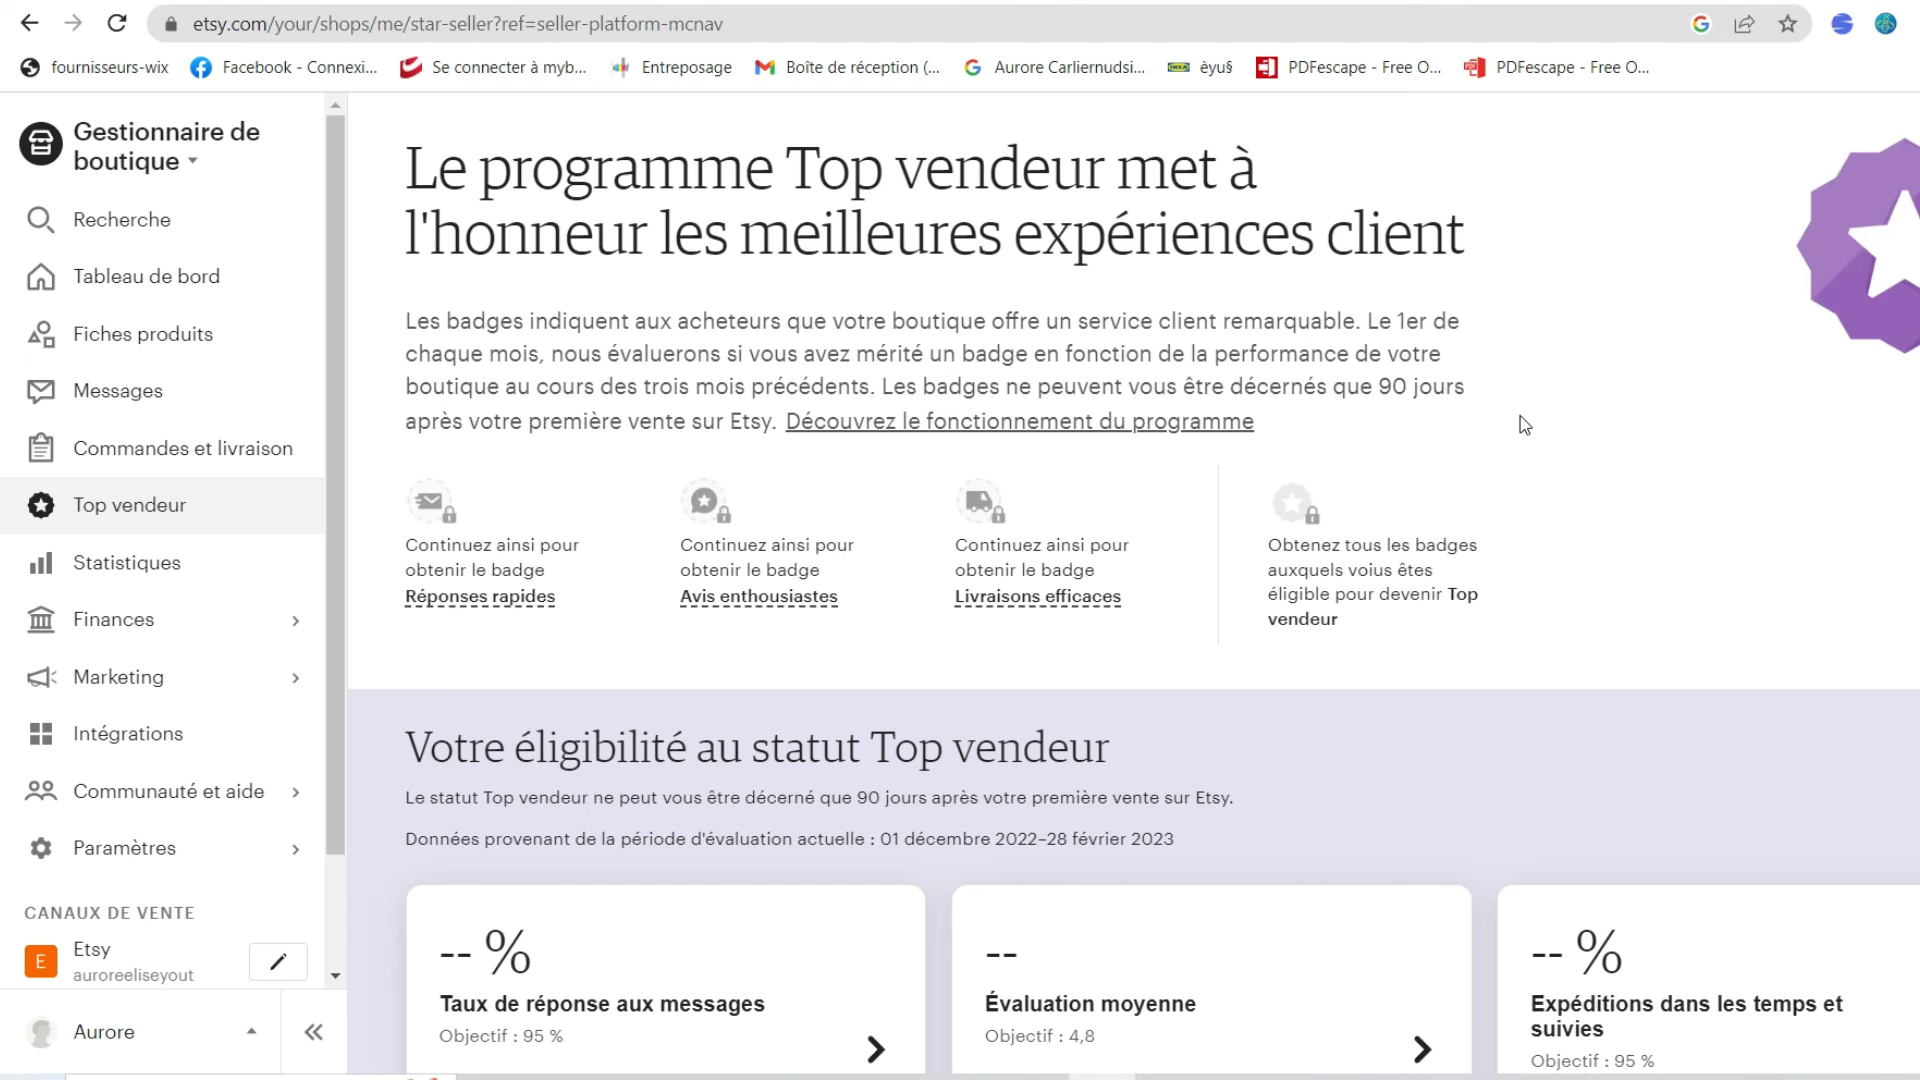 etsy.com/your/shops/me/star-seller?ref=seller-platform-mcnav
fournisseurs-wix
Facebook - Connexi...
Se connecter à myb...
Entreposage
Boîte de réception (...
Aurore Carliernudsi...
IKEA
èyu§
PDFescape - Free O...
PDFescape - Free O...
Gestionnaire de
boutique
Recherche
Tableau de bord
Fiches produits
Messages
Commandes et livraison
Top vendeur
Statistiques
Finances
Marketing
Intégrations
Communauté et aide
Paramètres
CANAUX DE VENTE
E
Etsy
auroreeliseyout
Aurore
Le programme Top vendeur met à
l'honneur les meilleures expériences client
Les badges indiquent aux acheteurs que votre boutique offre un service client remarquable. Le 1er de
chaque mois, nous évaluerons si vous avez mérité un badge en fonction de la performance de votre
boutique au cours des trois mois précédents. Les badges ne peuvent vous être décernés que 90 jours
après votre première vente sur Etsy. Découvrez le fonctionnement du programme
Continuez ainsi pour
obtenir le badge
Réponses rapides
Continuez ainsi pour
obtenir le badge
Avis enthousiastes
Continuez ainsi pour
obtenir le badge
Livraisons efficaces
Obtenez tous les badges
auxquels voius êtes
éligible pour devenir Top
vendeur
Votre éligibilité au statut Top vendeur
Le statut Top vendeur ne peut vous être décerné que 90 jours après votre première vente sur Etsy.
Données provenant de la période d'évaluation actuelle : 01 décembre 2022–28 février 2023
-- %
Taux de réponse aux messages
Objectif : 95 %
--
Évaluation moyenne
Objectif : 4,8
-- %
Expéditions dans les temps et
suivies
Objectif : 95 %